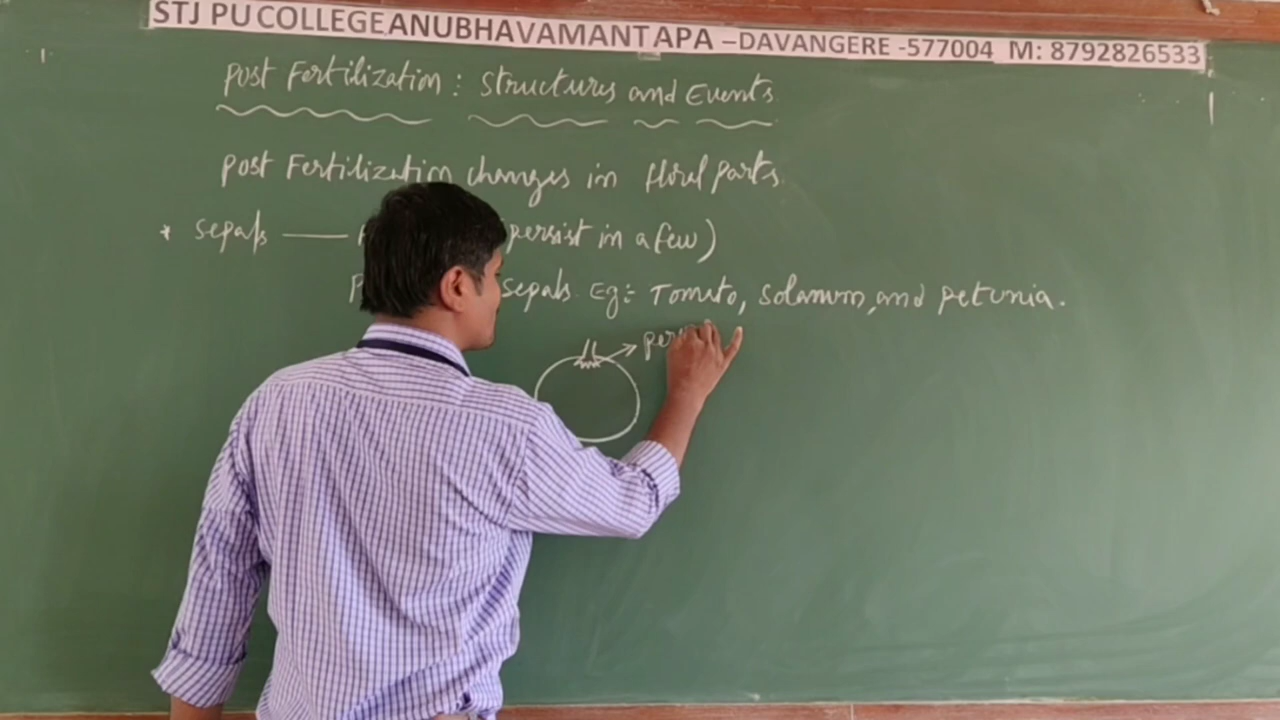 STJ PU COLLEGE ANUBHAVAMANTAPA –DAVANGERE -577004 M: 8792826533
Post Fertilization : Structures and Events
Post Fertilization changes in floral parts.
* Sepals — (persist in a few)
sepals. Eg:- Tomato, Solanum, and petunia.